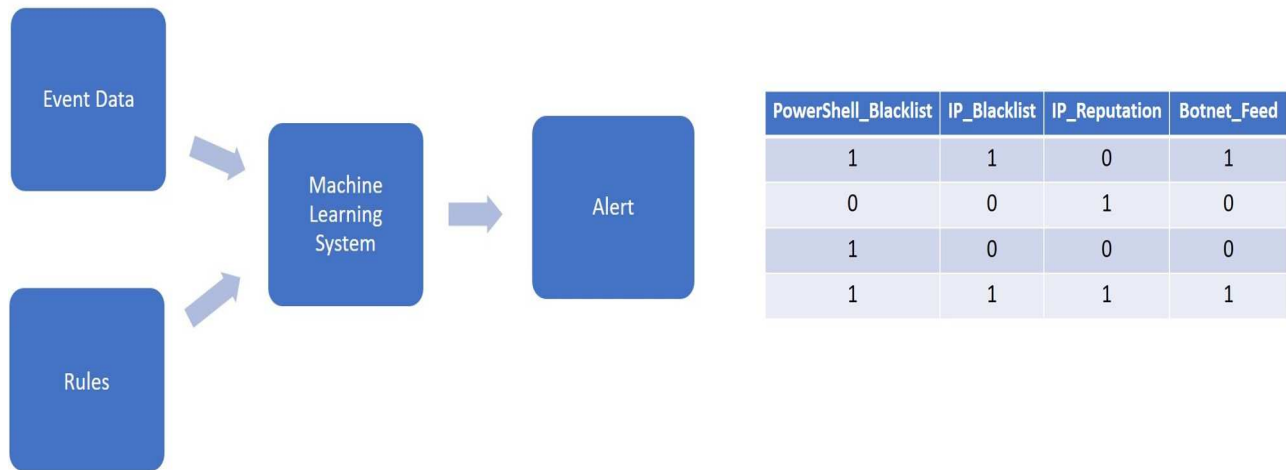 Event Data
Rules
Machine
Learning
System
Alert
PowerShell_Blacklist IP_Blacklist IP_Reputation Botnet_Feed
1 1 0 1
0 0 1 0
1 0 0 0
1 1 1 1